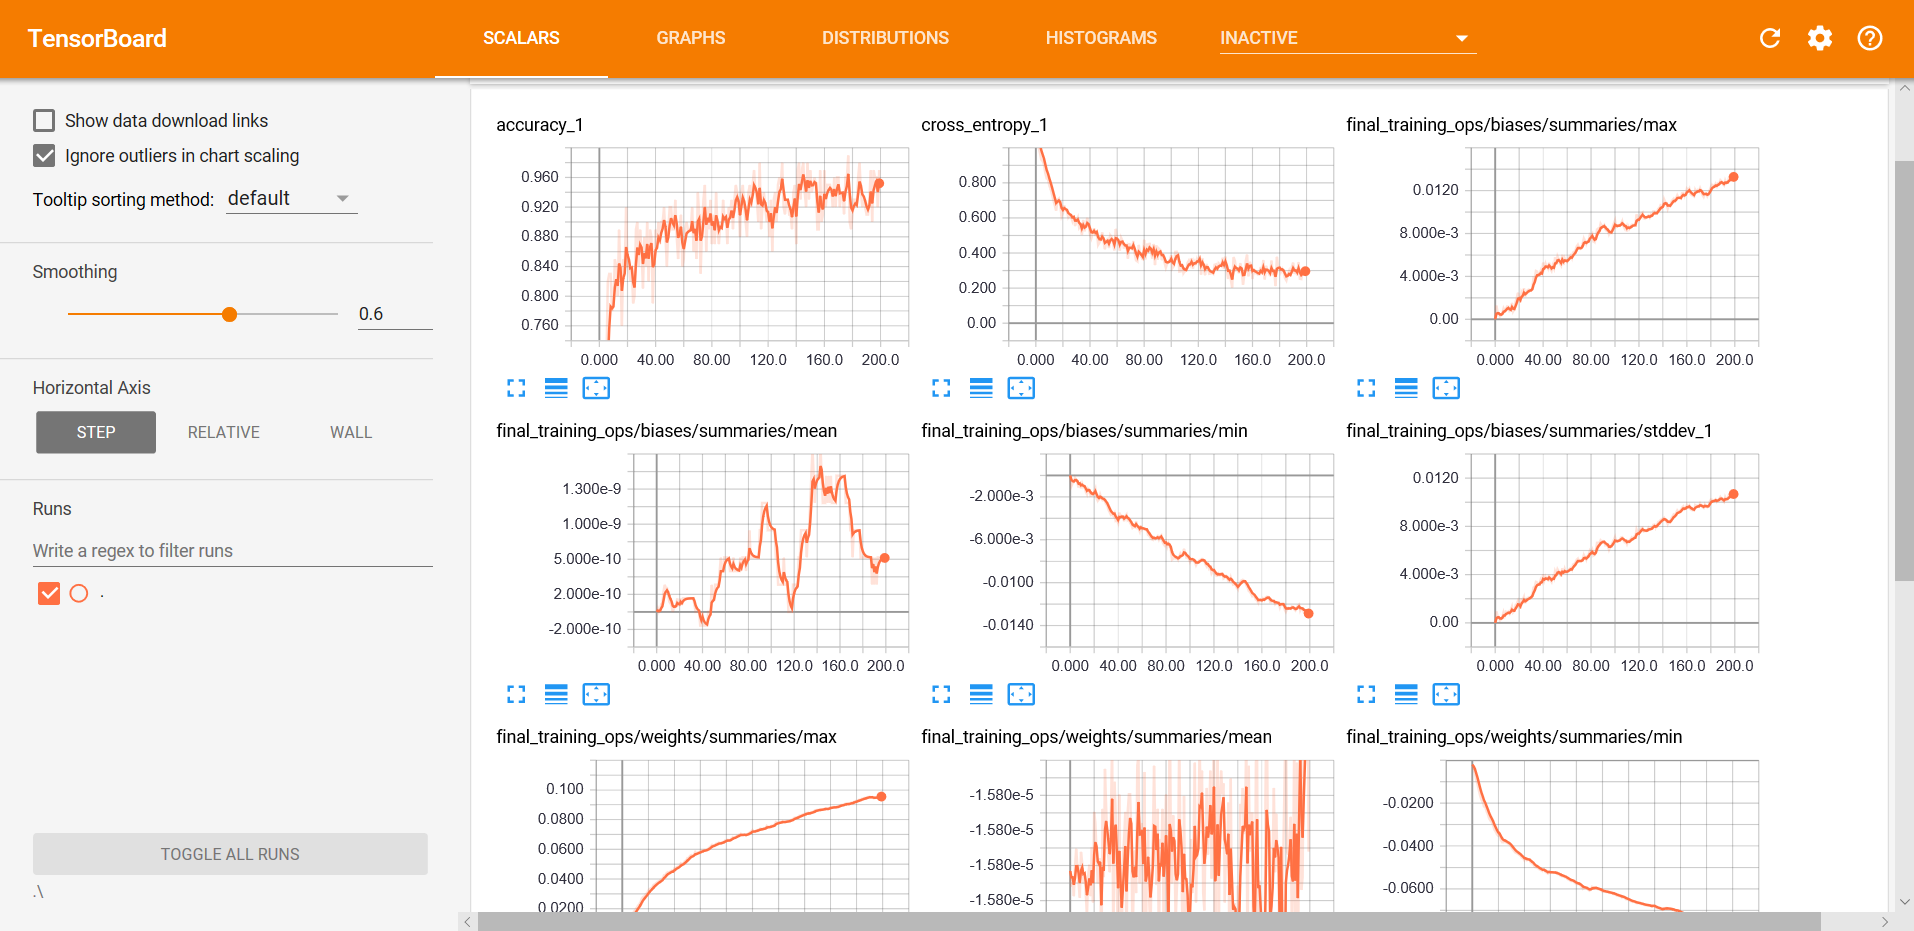 TensorBoard
SCALARS
GRAPHS
DISTRIBUTIONS
HISTOGRAMS
INACTIVE
Show data download links
Ignore outliers in chart scaling
Tooltip sorting method: default
Smoothing
0.6
Horizontal Axis
STEP
RELATIVE
WALL
Runs
Write a regex to filter runs
.
TOGGLE ALL RUNS
.\
accuracy_1
0.960
0.920
0.880
0.840
0.800
0.760
0.000 40.00 80.00 120.0 160.0 200.0
cross_entropy_1
0.800
0.600
0.400
0.200
0.00
0.000 40.00 80.00 120.0 160.0 200.0
final_training_ops/biases/summaries/max
0.0120
8.000e-3
4.000e-3
0.00
0.000 40.00 80.00 120.0 160.0 200.0
final_training_ops/biases/summaries/mean
1.300e-9
1.000e-9
5.000e-10
2.000e-10
-2.000e-10
0.000 40.00 80.00 120.0 160.0 200.0
final_training_ops/biases/summaries/min
-2.000e-3
-6.000e-3
-0.0100
-0.0140
0.000 40.00 80.00 120.0 160.0 200.0
final_training_ops/biases/summaries/stddev_1
0.0120
8.000e-3
4.000e-3
0.00
0.000 40.00 80.00 120.0 160.0 200.0
final_training_ops/weights/summaries/max
0.100
0.0800
0.0600
0.0400
0.0200
final_training_ops/weights/summaries/mean
-1.580e-5
-1.580e-5
-1.580e-5
-1.580e-5
final_training_ops/weights/summaries/min
-0.0200
-0.0400
-0.0600